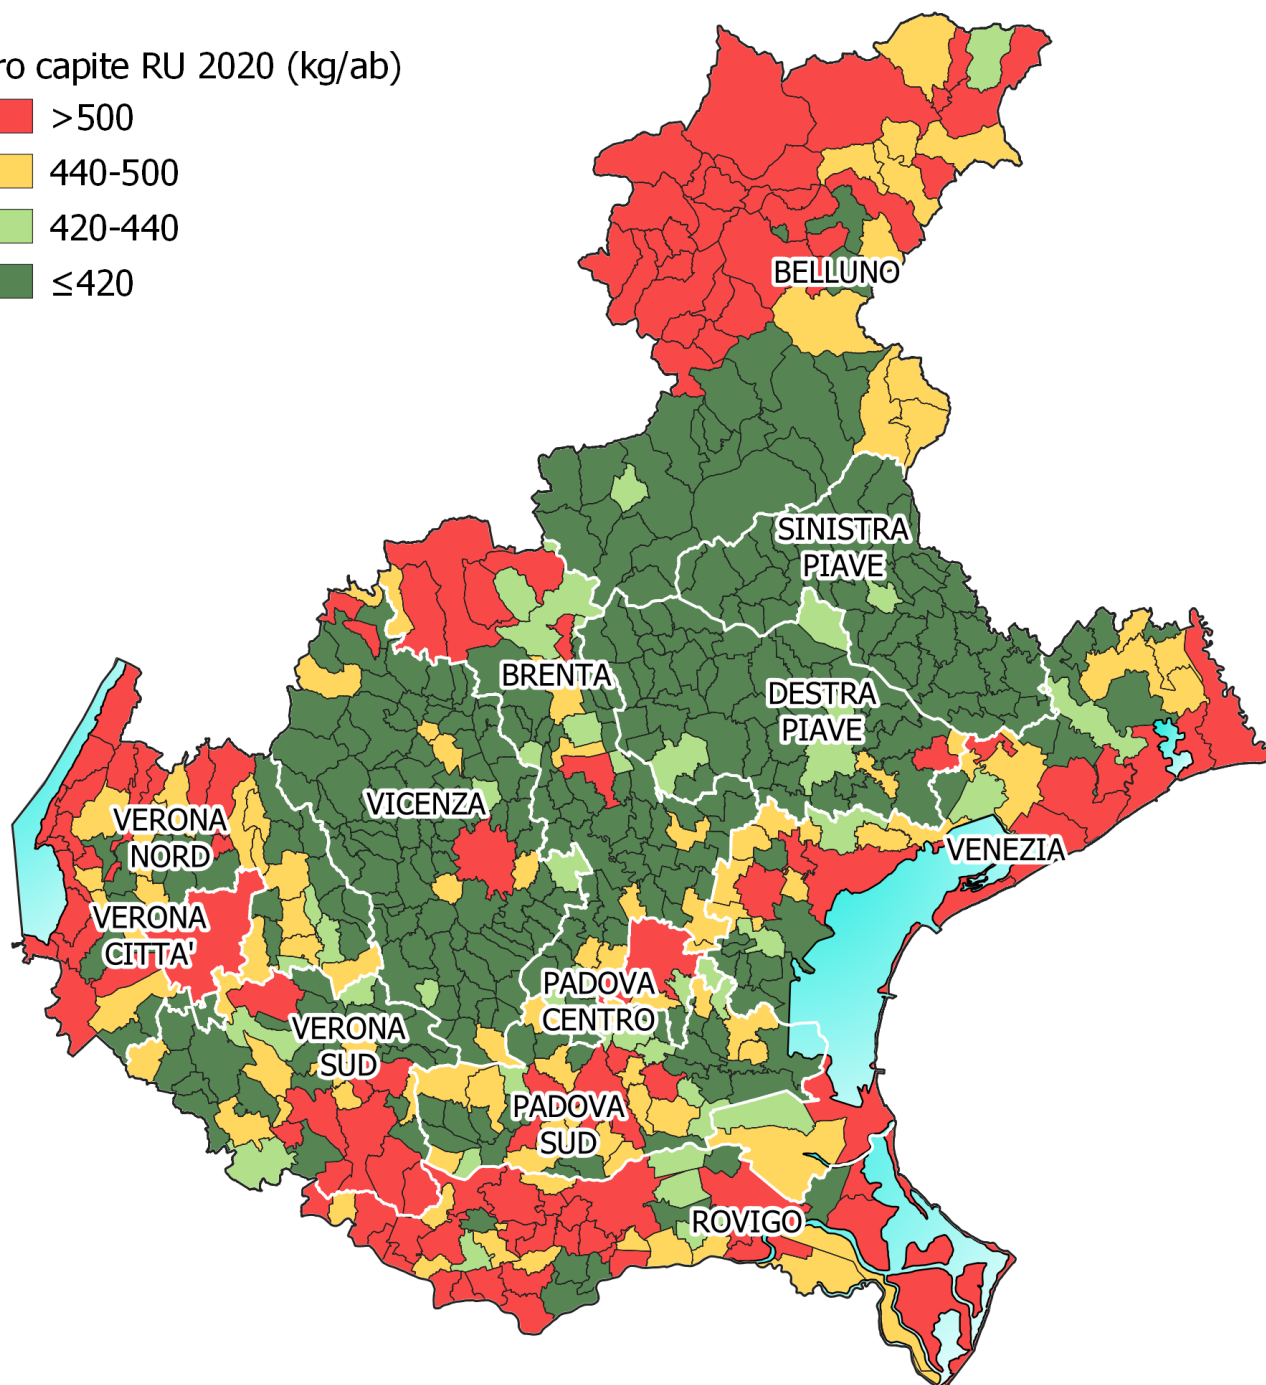 ro capite RU 2020 (kg/ab)
>500
440-500
420-440
≤420
BELLUNO
SINISTRA
PIAVE
BRENTA
DESTRA
PIAVE
VICENZA
VERONA
NORD
VENEZIA
VERONA
CITTA'
PADOVA
CENTRO
VERONA
SUD
PADOVA
SUD
ROVIGO